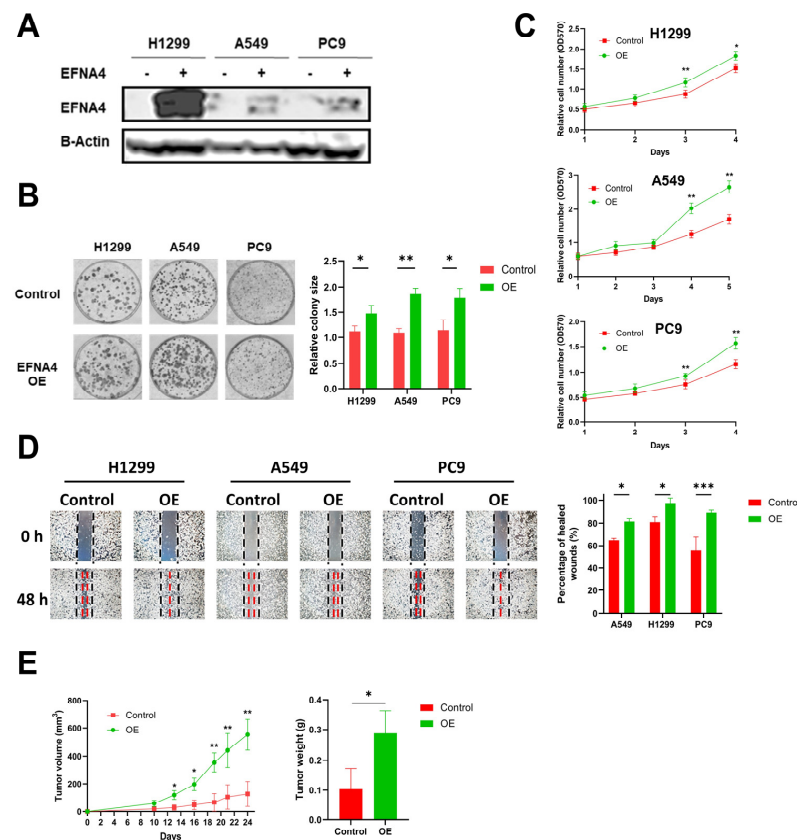 A
H1299 A549 PC9
EFNA4 - + - + - +
EFNA4
B-Actin
B
H1299 A549 PC9
Control
EFNA4
OE
Relative colony size
2.5
2.0
1.5
1.0
0.5
0.0
* ** *
Control
OE
H1299 A549 PC9
C
H1299
Relative cell number (OD570)
Control
OE
2.5
2.0
1.5
1.0
0.5
0.0
** *
1 2 3 4
Days
A549
Relative cell number (OD570)
Control
OE
3
2
1
0
** **
1 2 3 4 5
Days
PC9
Relative cell number (OD570)
Control
OE
2.0
1.5
1.0
0.5
0.0
** **
1 2 3 4
Days
D
H1299 A549 PC9
Control OE Control OE Control OE
0 h
48 h
Percentage of healed
wounds (%)
100
80
60
40
20
0
* * ***
Control
OE
A549 H1299 PC9
E
Tumor volume (mm3)
800
600
400
200
0
Control
OE
* * ** ** **
0 2 4 6 8 10 12 14 16 18 20 22 24
Days
Tumor weight (g)
0.4
0.3
0.2
0.1
0.0
*
Control
OE
Control OE